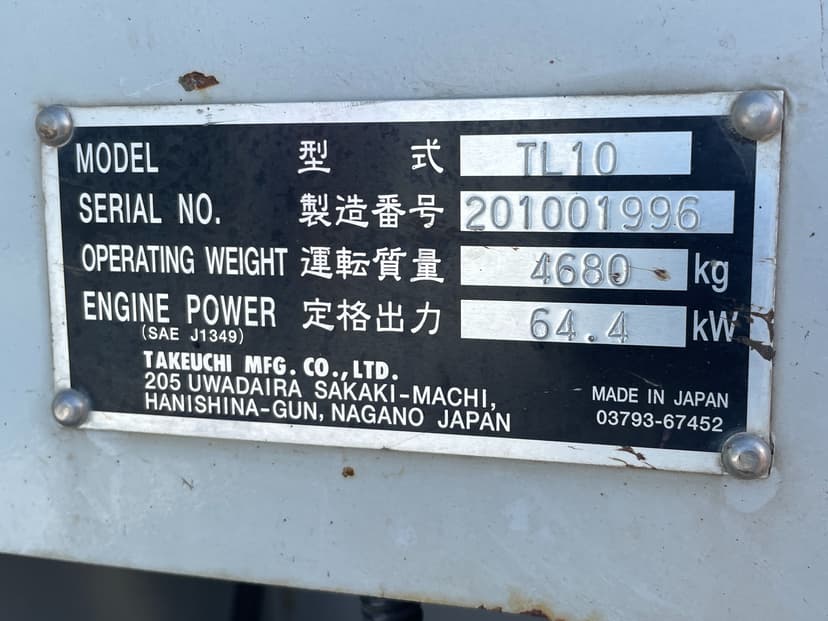 MODEL 型 式 TL10
SERIAL NO. 製造番号 201001996
OPERATING WEIGHT 運転質量 4680 kg
ENGINE POWER 定格出力 64.4 kW
(SAE J1349)
TAKEUCHI MFG. CO.,LTD.
205 UWADAIRA SAKAKI-MACHI,
HANISHINA-GUN, NAGANO JAPAN
MADE IN JAPAN
03793-67452